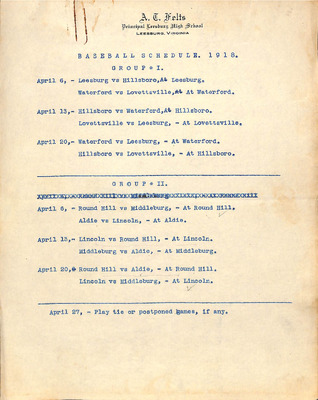 A. T. Felts
Principal Leesburg High School
LEESBURG, VIRGINIA
BASEBALL SCHEDULE, 1918.
GROUP I.
April 6, - Leesburg vs Hillsboro,At Leesburg.
Waterford vs Lovettsville,At At Waterford.
April 13,- Hillsboro vs Waterford,At Hillsboro.
Lovettsville vs Leesburg, - At Lovettsville.
April 20,- Waterford vs Leesburg, - At Waterford.
Hillsboro vs Lovettsville, - At Hillsboro.
GROUP II.
April 6,- Round Hill vs Middleburg, - At Round Hill.
Aldie vs Lincoln, - At Aldie.
April 13,- Lincoln vs Round Hill, - At Lincoln.
Middleburg vs Aldie, - At Middleburg.
April 20, Round Hill vs Aldie, - At Round Hill.
Lincoln vs Middleburg, - At Lincoln.
April 27, - Play tie or postponed games, if any.